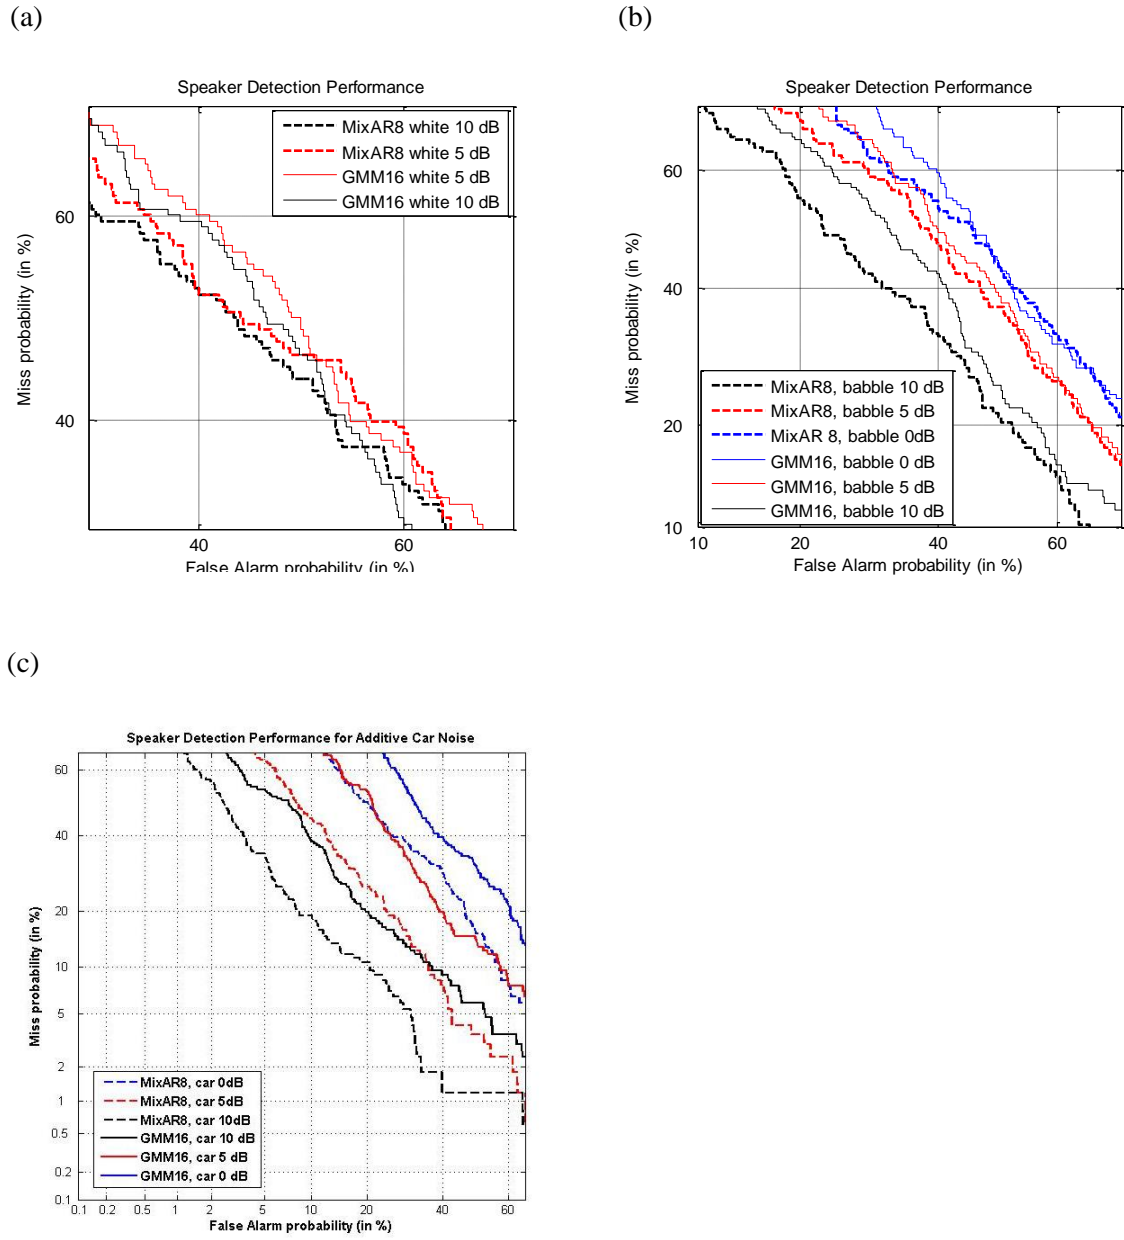 (a)
Speaker Detection Performance
MixAR8 white 10 dB
MixAR8 white 5 dB
GMM16 white 5 dB
GMM16 white 10 dB
60
40
Miss probability (in %)
40
60
False Alarm probability (in %)
(b)
Speaker Detection Performance
60
40
20
10
Miss probability (in %)
MixAR8, babble 10 dB
MixAR8, babble 5 dB
MixAR 8, babble 0dB
GMM16, babble 0 dB
GMM16, babble 5 dB
GMM16, babble 10 dB
10
20
40
60
False Alarm probability (in %)
(c)
Speaker Detection Performance for Additive Car Noise
60
40
20
10
5
2
1
0.5
0.2
0.1
Miss probability (in %)
MixAR8, car 0dB
MixAR8, car 5dB
MixAR8, car 10dB
GMM16, car 10 dB
GMM16, car 5 dB
GMM16, car 0 dB
0.1 0.2 0.5 1 2 5 10 20 40 60
False Alarm probability (in %)